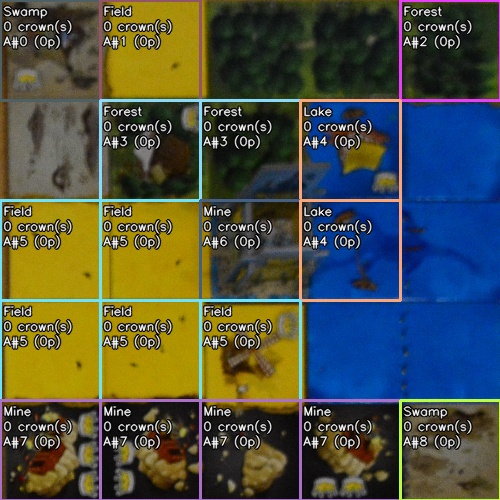 Swamp
0 crown(s)
A#0 (0p)
Field
0 crown(s)
A#1 (0p)
Forest
0 crown(s)
A#2 (0p)
Forest
0 crown(s)
A#3 (0p)
Forest
0 crown(s)
A#3 (0p)
Lake
0 crown(s)
A#4 (0p)
Field
0 crown(s)
A#5 (0p)
Field
0 crown(s)
A#5 (0p)
Mine
0 crown(s)
A#6 (0p)
Lake
0 crown(s)
A#4 (0p)
Field
0 crown(s)
A#5 (0p)
Field
0 crown(s)
A#5 (0p)
Field
0 crown(s)
A#5 (0p)
Mine
0 crown(s)
A#7 (0p)
Mine
0 crown(s)
A#7 (0p)
Mine
0 crown(s)
A#7 (0p)
Mine
0 crown(s)
A#7 (0p)
Swamp
0 crown(s)
A#8 (0p)